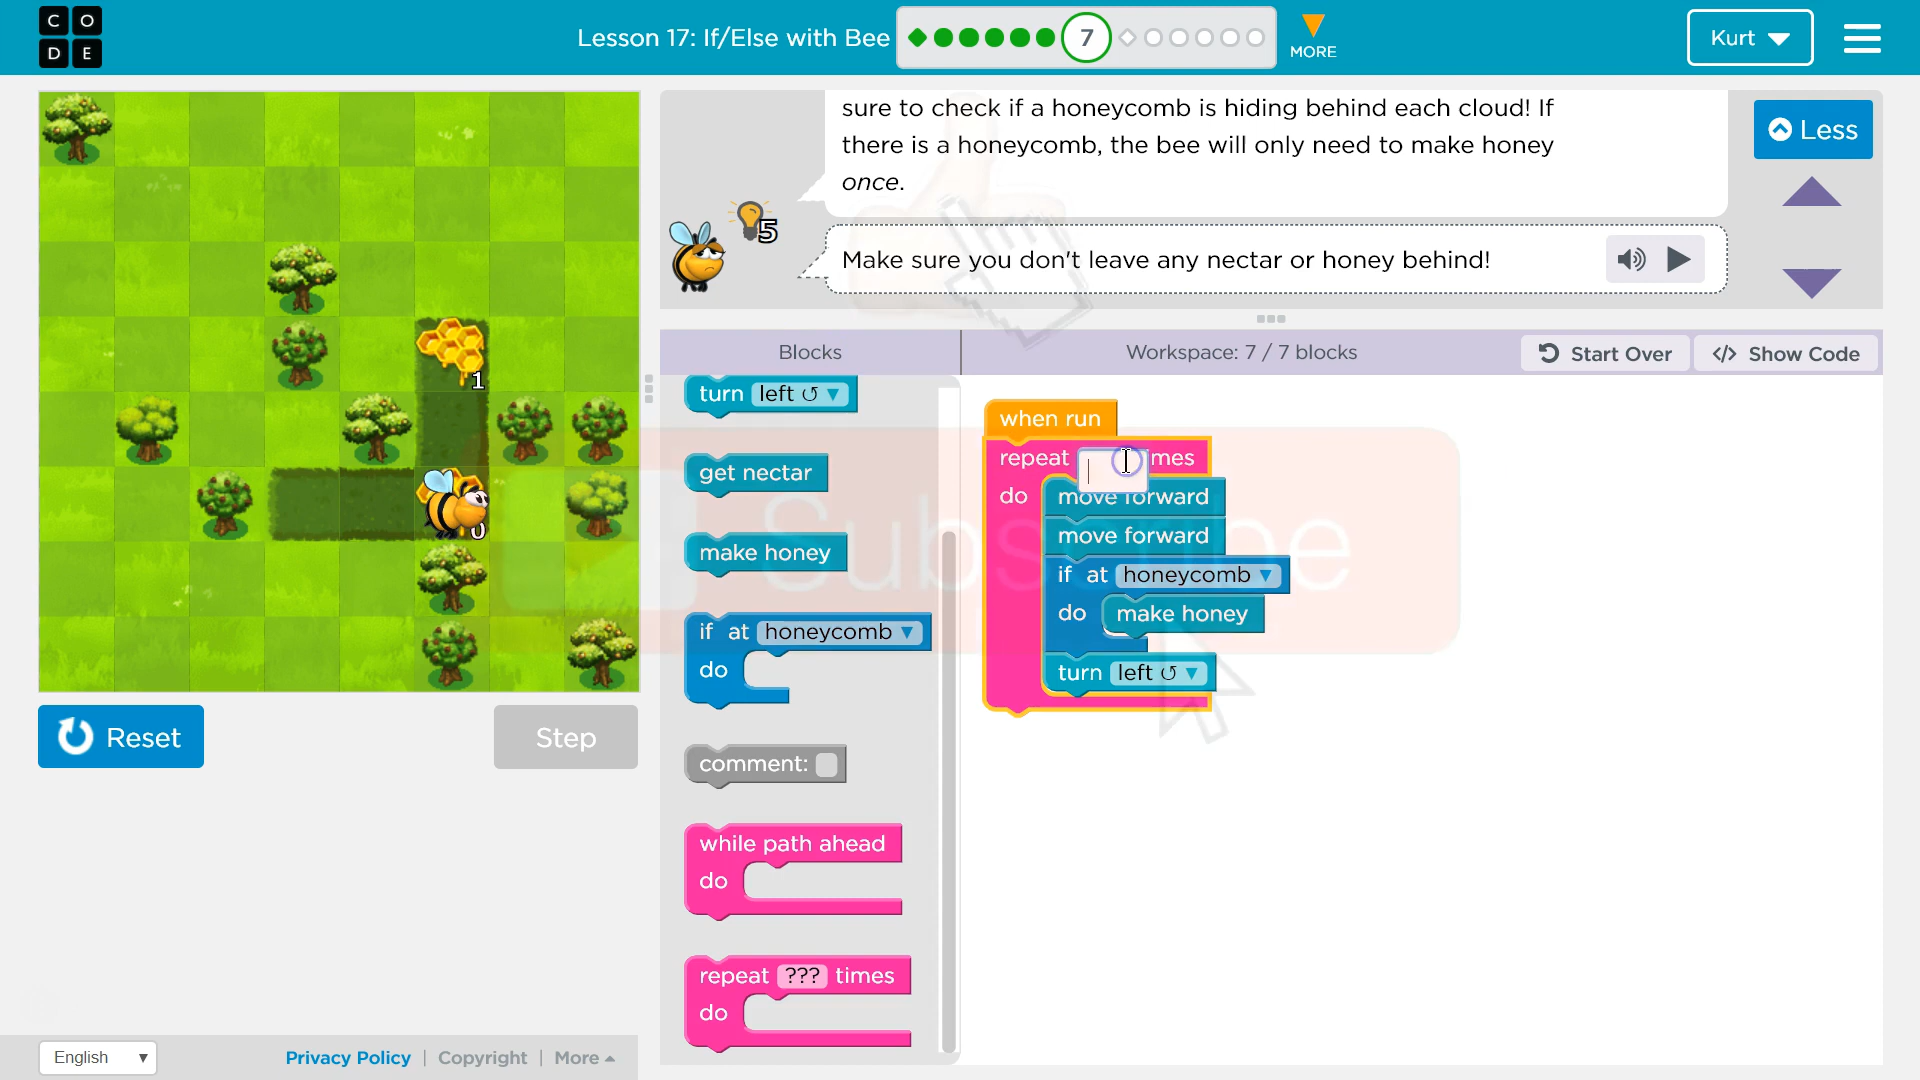 C O
D E
Lesson 17: If/Else with Bee
7
MORE
Kurt
sure to check if a honeycomb is hiding behind each cloud! If
there is a honeycomb, the bee will only need to make honey
once.
Less
5
Make sure you don't leave any nectar or honey behind!
Blocks
Workspace: 7 / 7 blocks
Start Over
</> Show Code
1
0
turn left ↺ ▼
get nectar
make honey
if at honeycomb ▼
do
comment:
while path ahead
do
repeat ??? times
do
when run
repeat mes
do
move forward
move forward
if at honeycomb ▼
do make honey
turn left ↺ ▼
Subscribe
Reset
Step
English ▼
Privacy Policy | Copyright | More